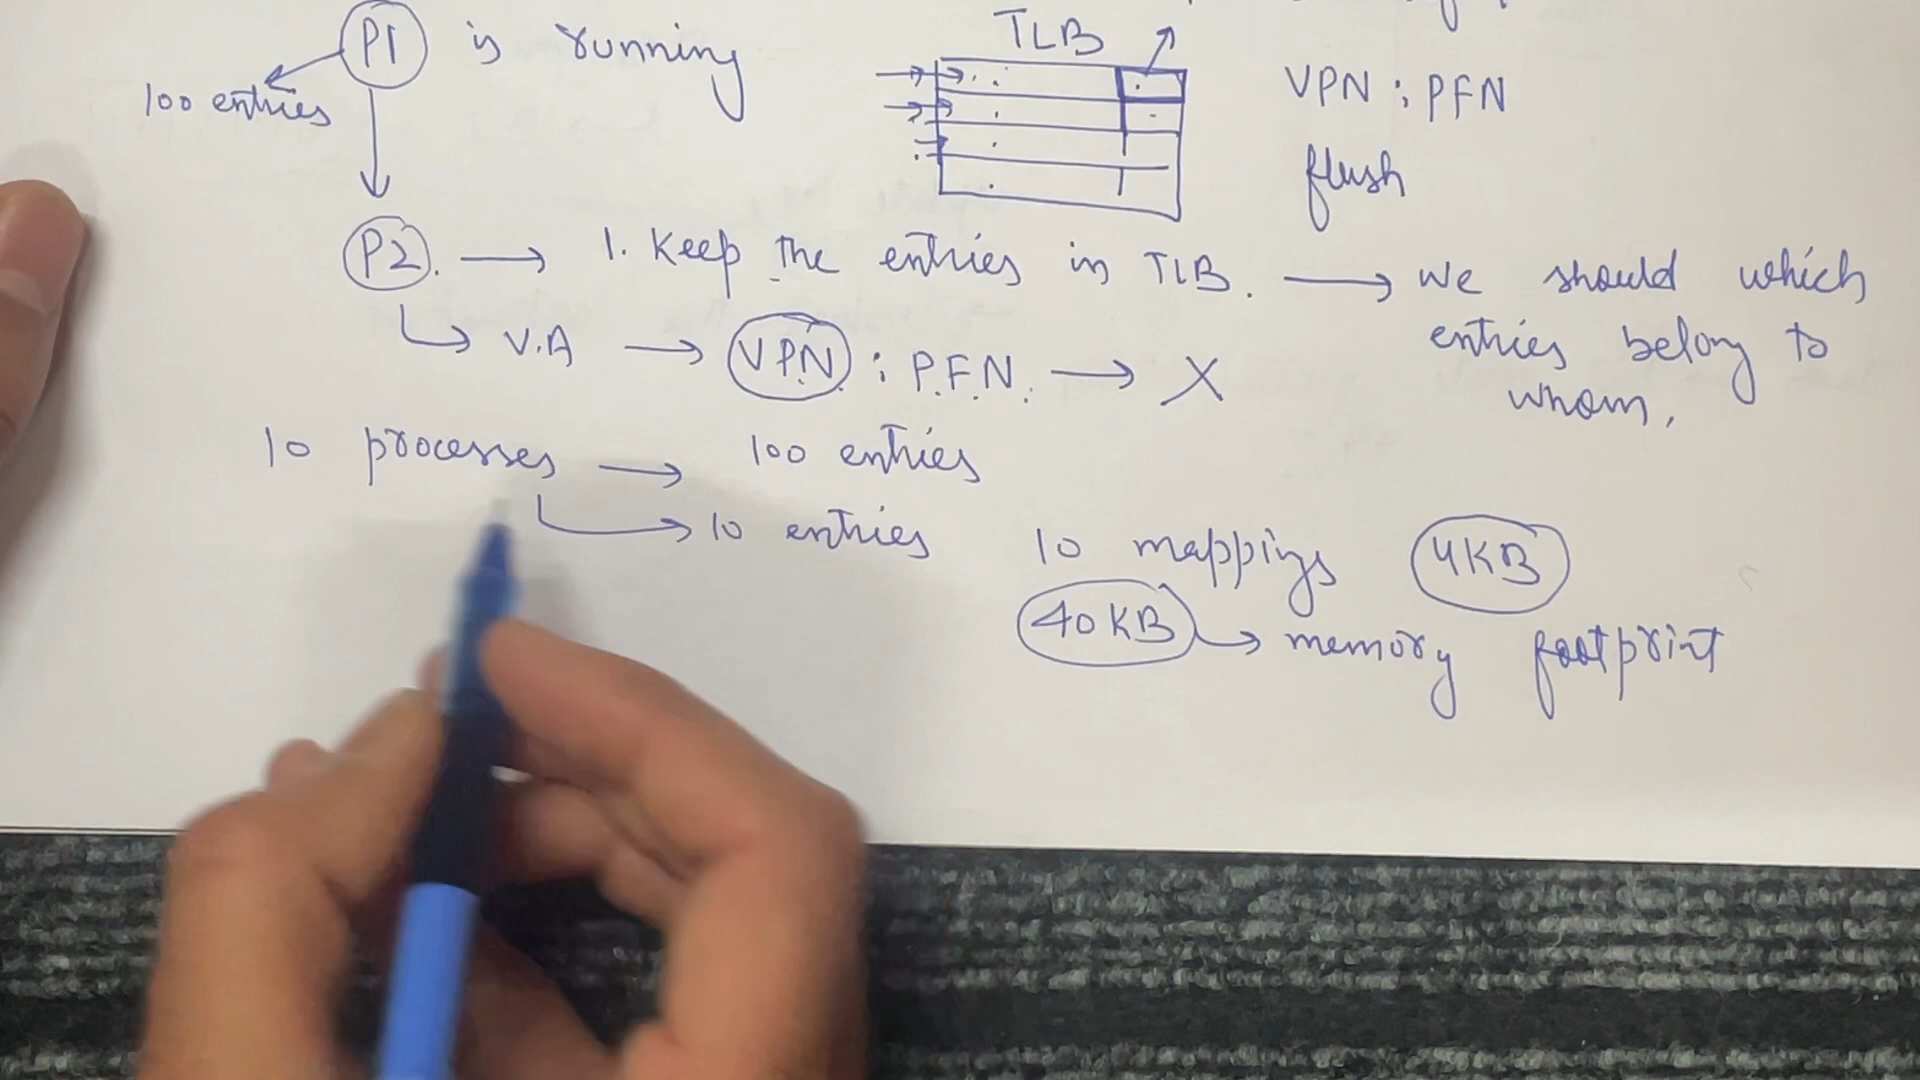 P1 is running
100 entries
TLB
VPN : PFN
flush
P2. → 1. Keep the entries in TLB. → We should which
entries belong to
whom,
V.A → VPN : P.F.N. → X
10 processes → 100 entries
→ 10 entries
10 mappings 4KB
40KB → memory footprint